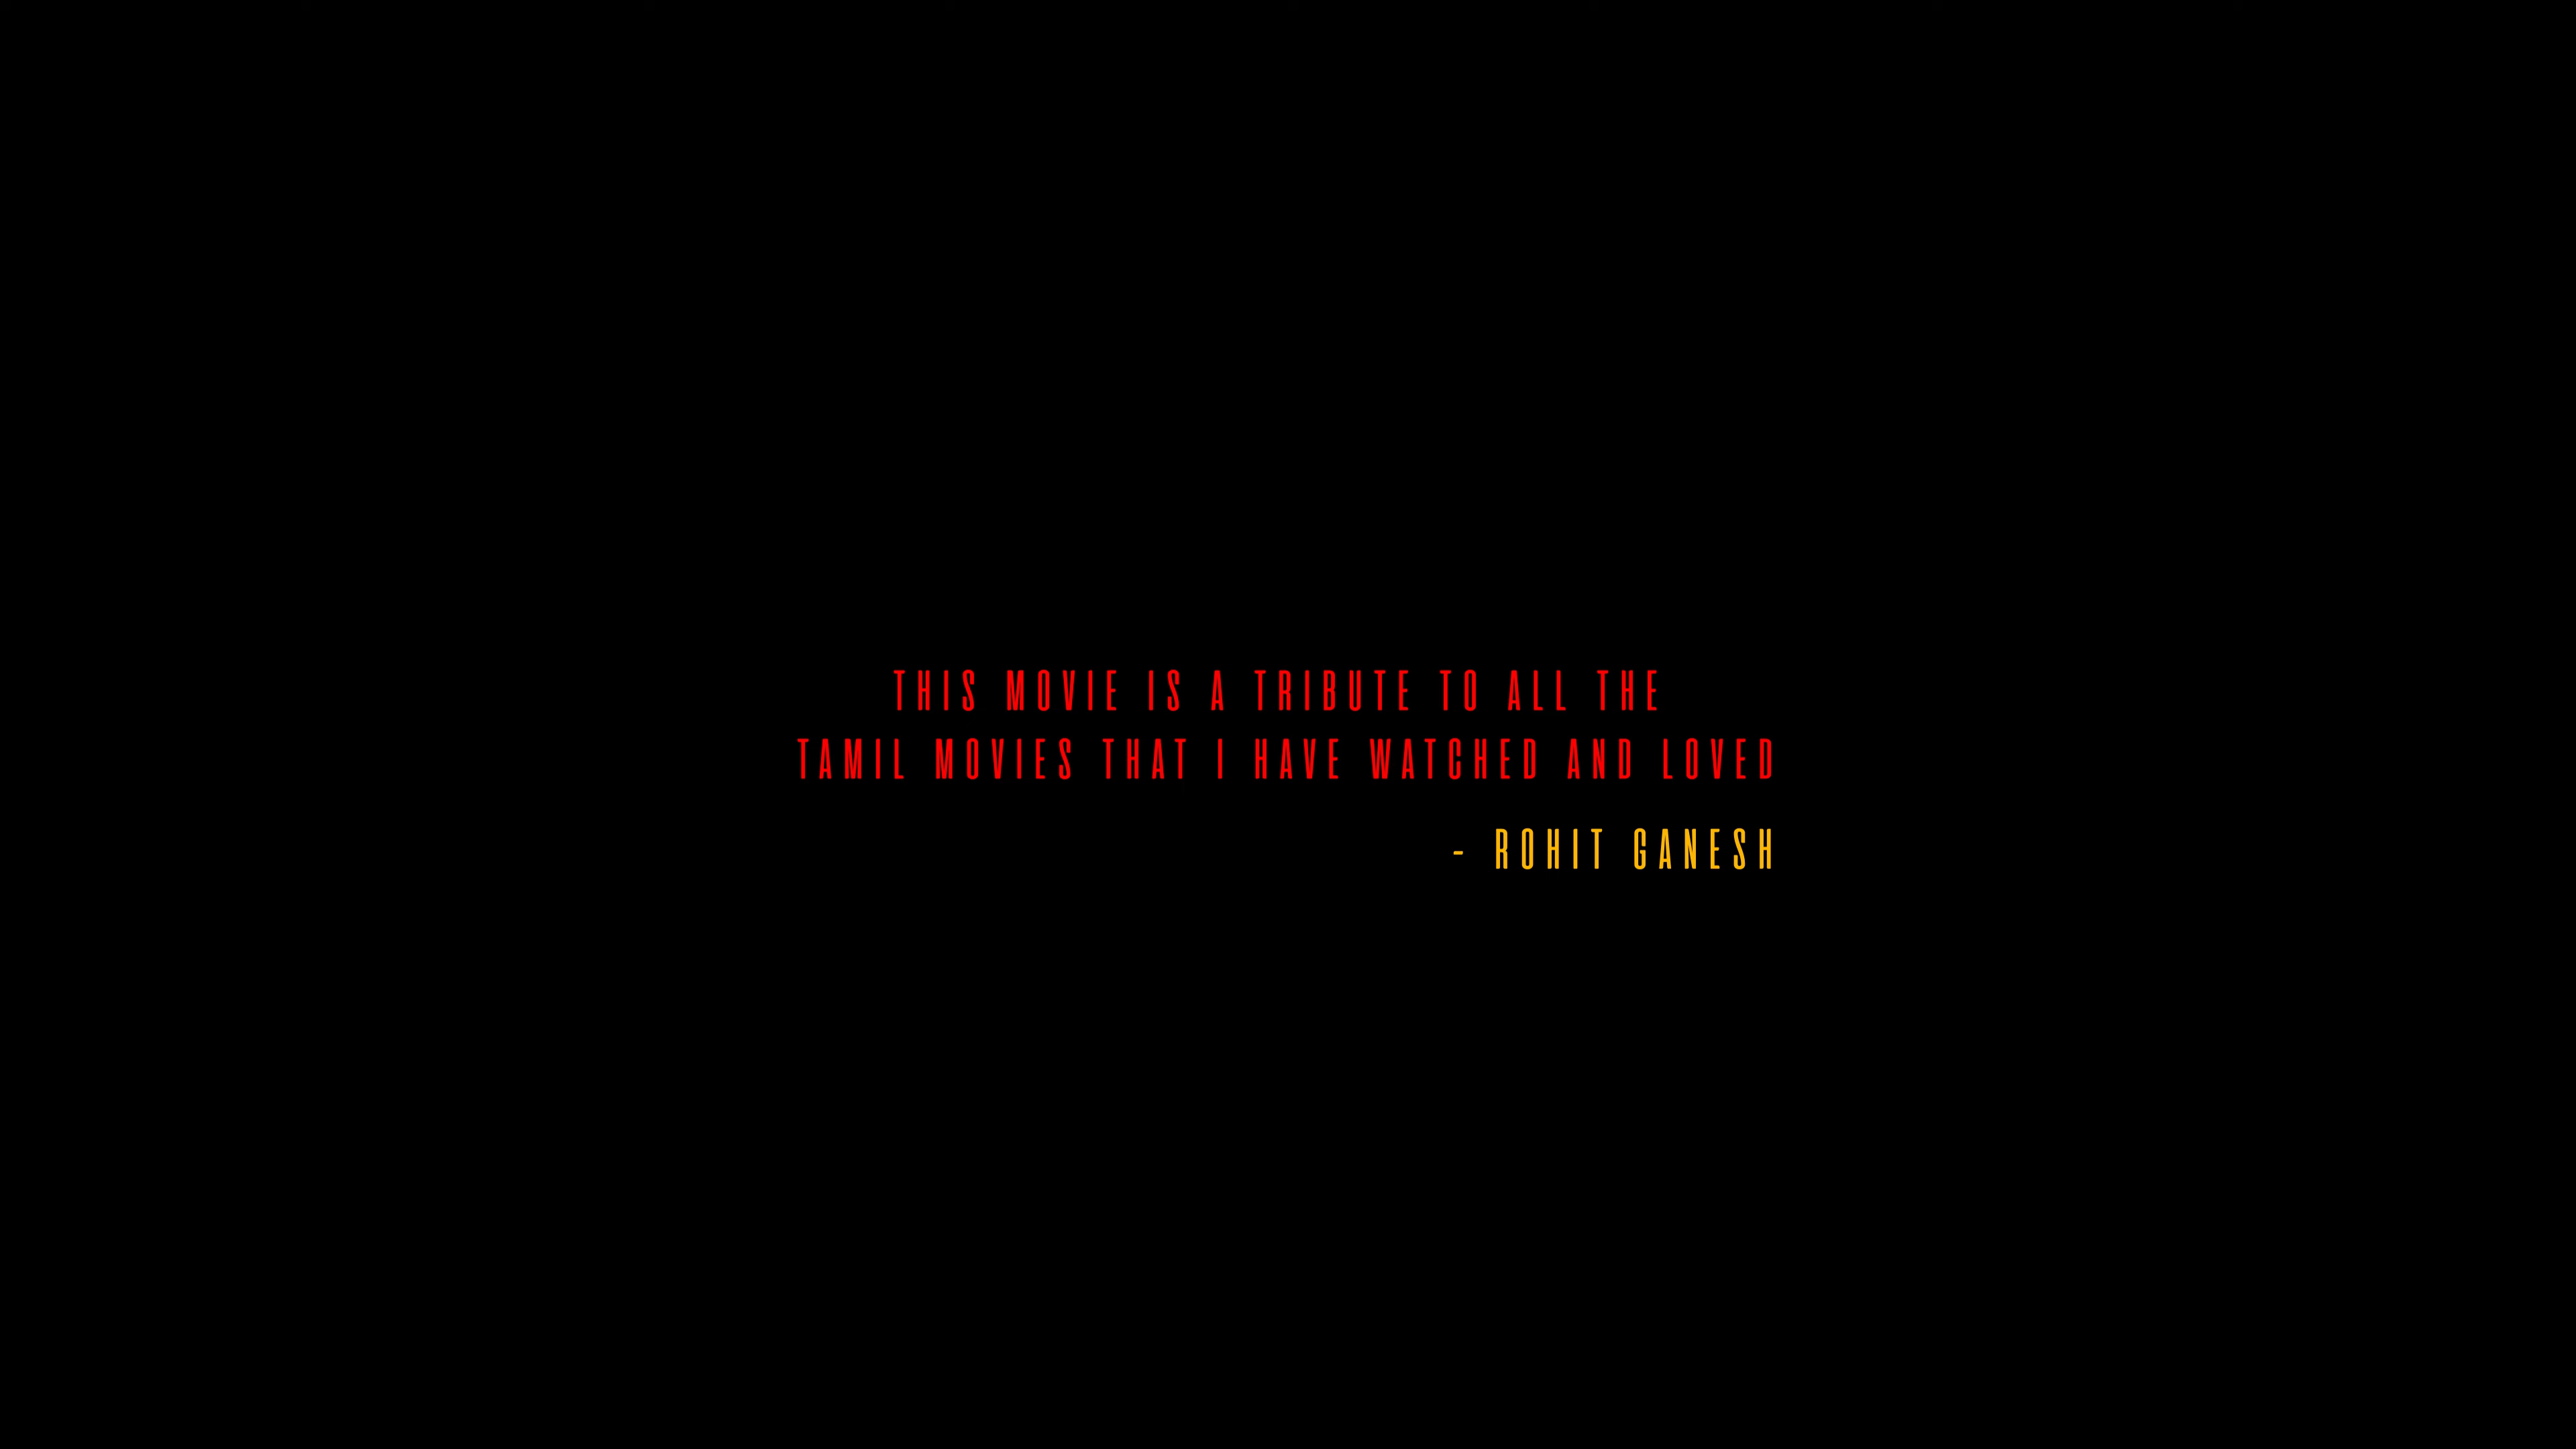 THIS MOVIE IS A TRIBUTE TO ALL THE
TAMIL MOVIES THAT I HAVE WATCHED AND LOVED
- ROHIT GANESH